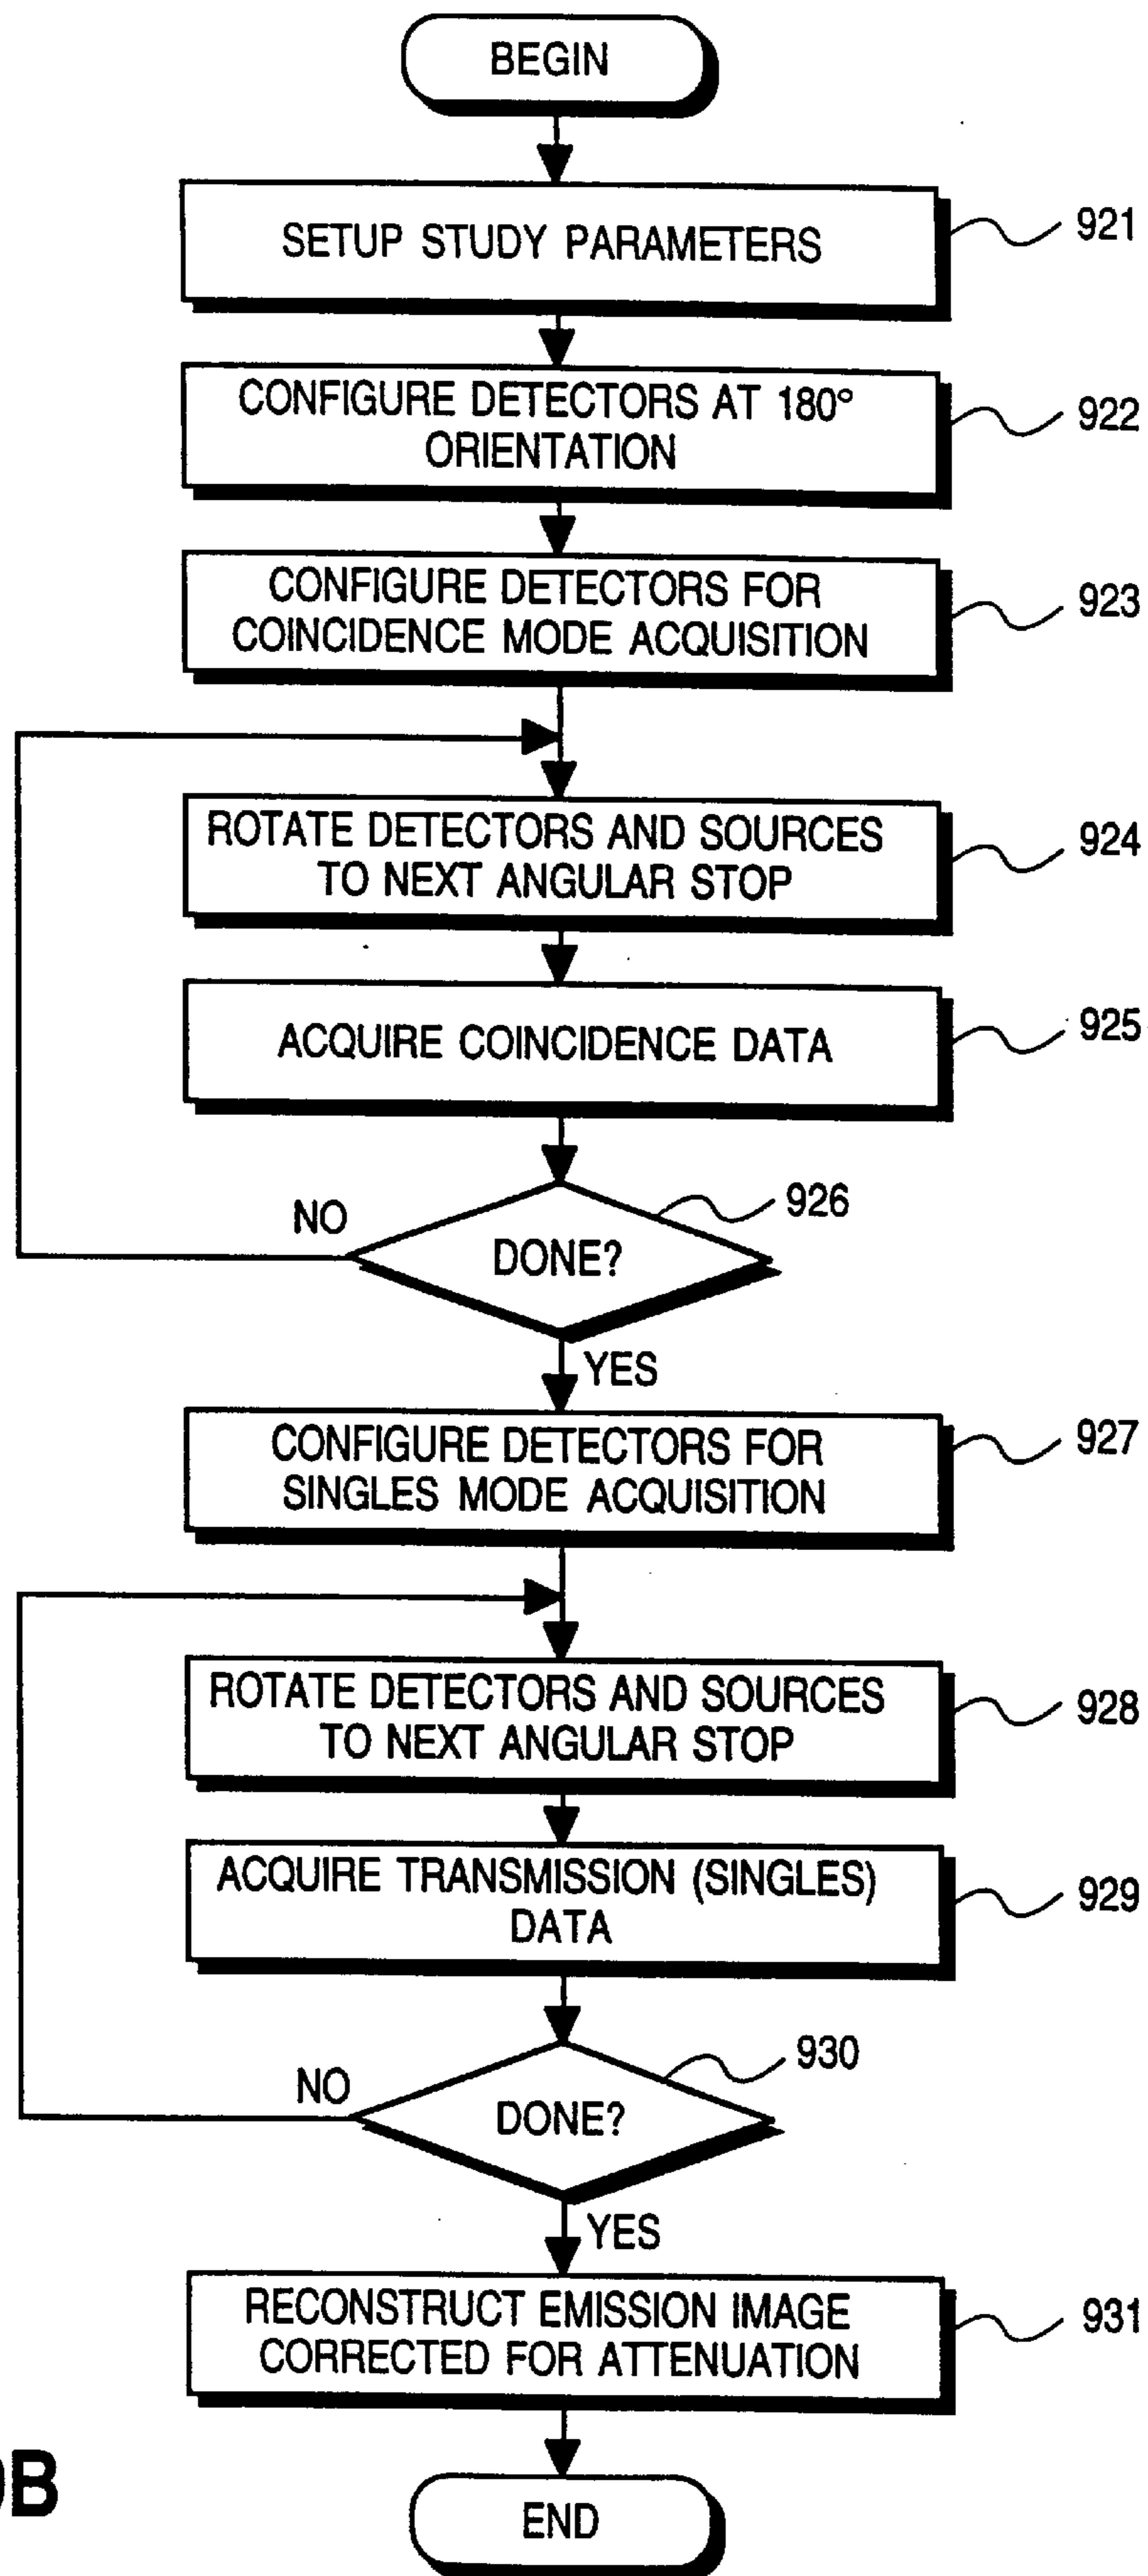 BEGIN
SETUP STUDY PARAMETERS
921
CONFIGURE DETECTORS AT 180°
ORIENTATION
922
CONFIGURE DETECTORS FOR
COINCIDENCE MODE ACQUISITION
923
ROTATE DETECTORS AND SOURCES
TO NEXT ANGULAR STOP
924
ACQUIRE COINCIDENCE DATA
925
NO
DONE?
926
YES
CONFIGURE DETECTORS FOR
SINGLES MODE ACQUISITION
927
ROTATE DETECTORS AND SOURCES
TO NEXT ANGULAR STOP
928
ACQUIRE TRANSMISSION (SINGLES)
DATA
929
NO
DONE?
930
YES
RECONSTRUCT EMISSION IMAGE
CORRECTED FOR ATTENUATION
931
END